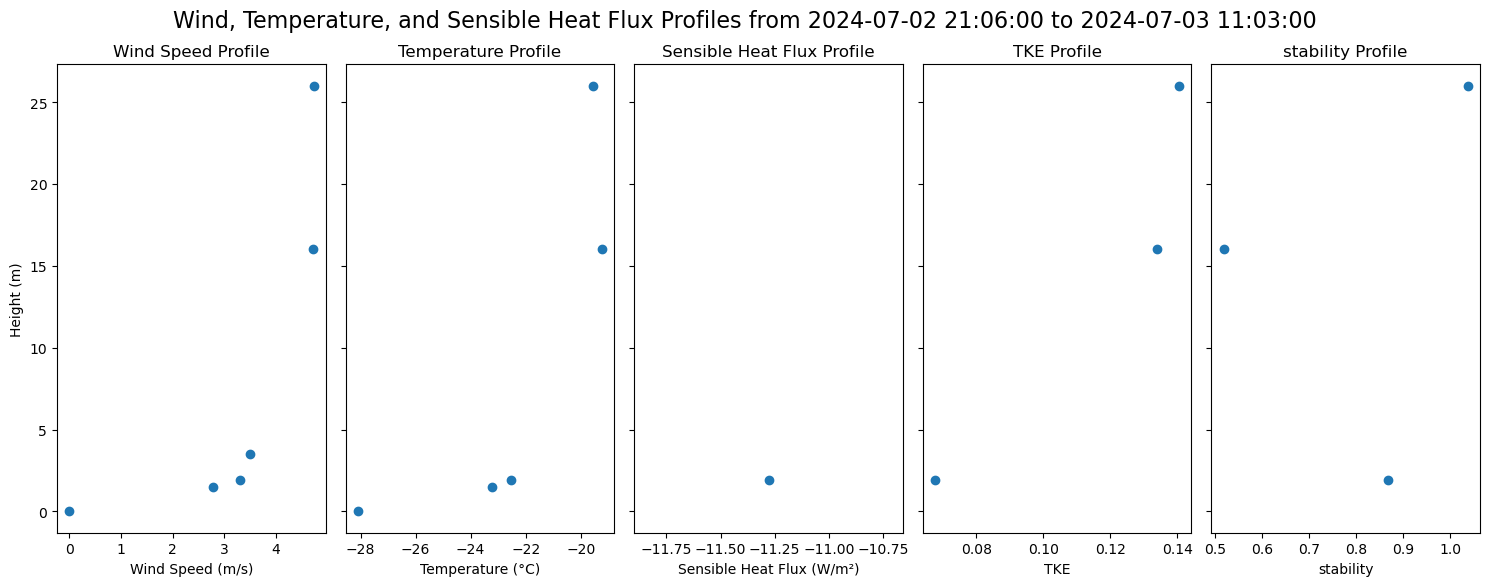 Wind, Temperature, and Sensible Heat Flux Profiles from 2024-07-02 21:06:00 to 2024-07-03 11:03:00
Wind Speed Profile Temperature Profile Sensible Heat Flux Profile TKE Profile stability Profile
25
20
15
10
5
0
Height (m)
0 1 2 3 4 −28 −26 −24 −22 −20 −11.75 −11.50 −11.25 −11.00 −10.75 0.08 0.10 0.12 0.14 0.5 0.6 0.7 0.8 0.9 1.0
Wind Speed (m/s) Temperature (°C) Sensible Heat Flux (W/m²) TKE stability